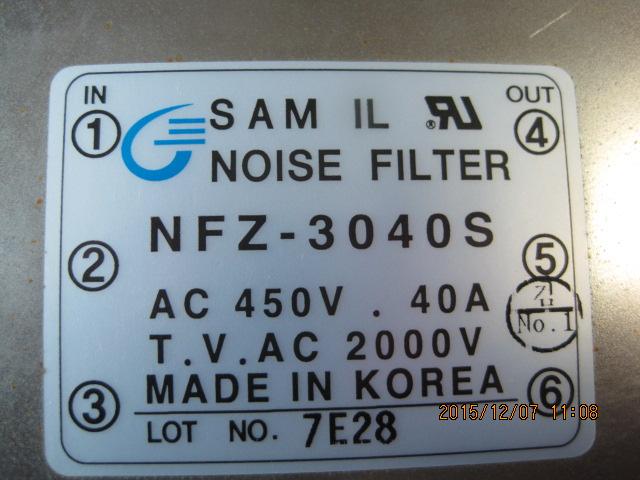 IN
OUT
1
SAM IL
4
NOISE FILTER
NFZ-3040S
2
5
AC 450V . 40A
No.1
T.V.AC 2000V
MADE IN KOREA
3
6
2015/12/07 11:08
LOT NO. 7E28